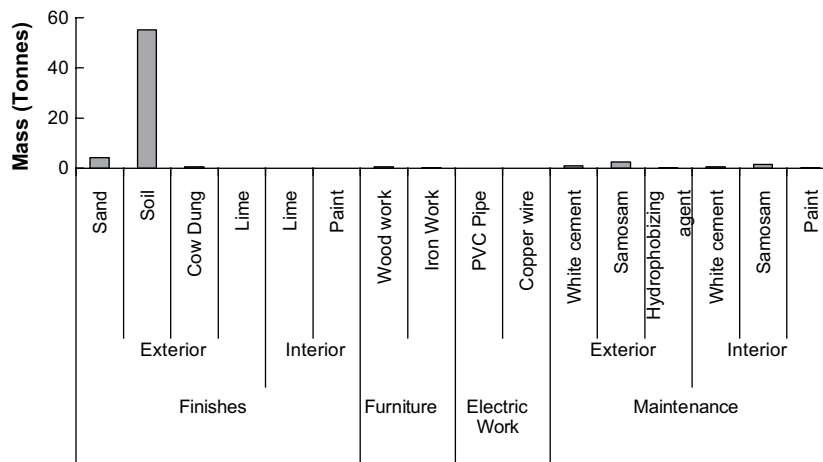 Mass (Tonnes)
60
40
20
0
Sand
Soil
Cow Dung
Lime
Lime
Paint
Wood work
Iron Work
PVC Pipe
Copper wire
White cement
Samosam
Hydrophobizing
agent
White cement
Samosam
Paint
Exterior
Interior
Exterior
Interior
Finishes
Furniture
Electric
Work
Maintenance